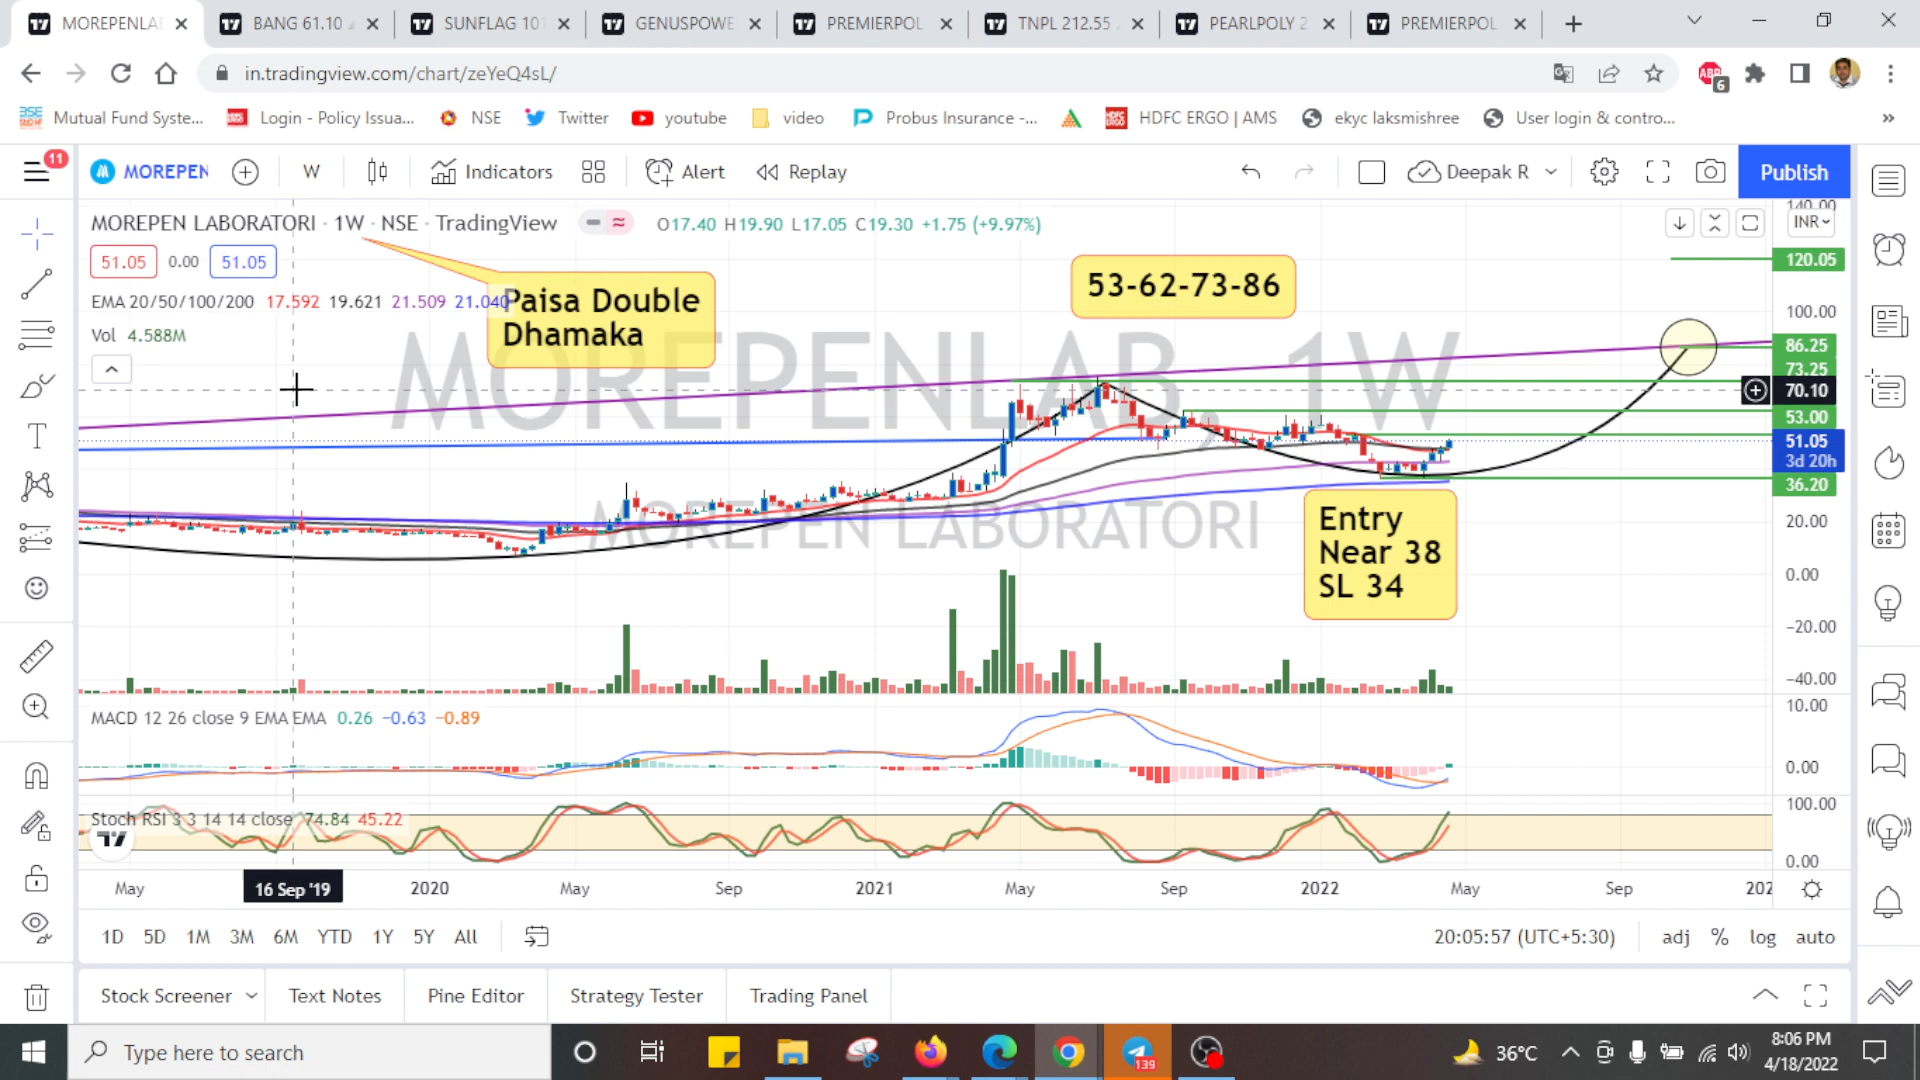 MOREPENLA
BANG 61.10
SUNFLAG 101
GENUSPOWE
PREMIERPOL
TNPL 212.55
PEARLPOLY 2
PREMIERPOL
in.tradingview.com/chart/zeYeQ4sL/
ABP
6
Mutual Fund Syste...
Login - Policy Issua...
NSE
Twitter
youtube
video
Probus Insurance -...
HDFC ERGO | AMS
ekyc laksmishree
User login & contro...
»
11
MOREPEN
W
Indicators
Alert
Replay
Deepak R
Publish
MOREPEN LABORATORI · 1W · NSE · TradingView
O17.40 H19.90 L17.05 C19.30 +1.75 (+9.97%)
140.00
INR
51.05 0.00 51.05
120.05
EMA 20/50/100/200 17.592 19.621 21.509 21.040
Paisa Double
Dhamaka
53-62-73-86
100.00
Vol 4.588M
MOREPENLAB, 1W
86.25
73.25
70.10
53.00
51.05
3d 20h
36.20
MOREPEN LABORATORI
Entry
Near 38
SL 34
20.00
0.00
−20.00
−40.00
MACD 12 26 close 9 EMA EMA 0.26 −0.63 −0.89
10.00
0.00
Stoch RSI 3 3 14 14 close 74.84 45.22
100.00
0.00
May
16 Sep '19
2020
May
Sep
2021
May
Sep
2022
May
Sep
202
1D 5D 1M 3M 6M YTD 1Y 5Y All
20:05:57 (UTC+5:30)
adj % log auto
Stock Screener
Text Notes
Pine Editor
Strategy Tester
Trading Panel
Type here to search
139
36°C
8:06 PM
4/18/2022